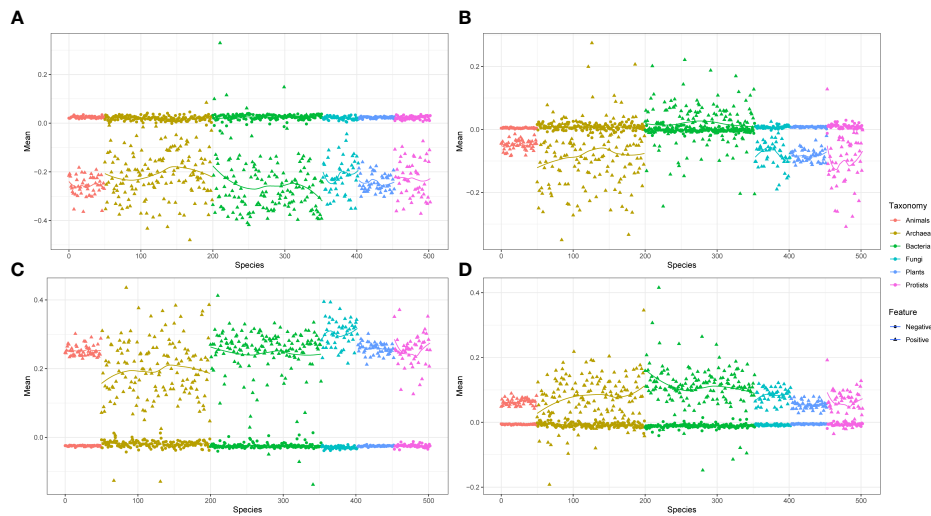 A
B
0.2
0.0
−0.2
−0.4
Mean
0
100
200
300
400
500
Species
0.2
0.0
−0.2
Mean
0
100
200
300
400
500
Species
C
D
0.4
0.2
0.0
Mean
0
100
200
300
400
500
Species
0.4
0.2
0.0
−0.2
Mean
0
100
200
300
400
500
Species
Taxonomy
Animals
Archaea
Bacteria
Fungi
Plants
Protists
Feature
Negative
Positive